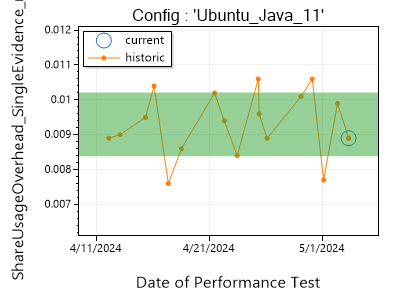 Config : 'Ubuntu_Java_11'
ShareUsageOverhead_SingleEvidence_
0.012
0.011
0.01
0.009
0.008
0.007
current
historic
4/11/2024
4/21/2024
5/1/2024
Date of Performance Test